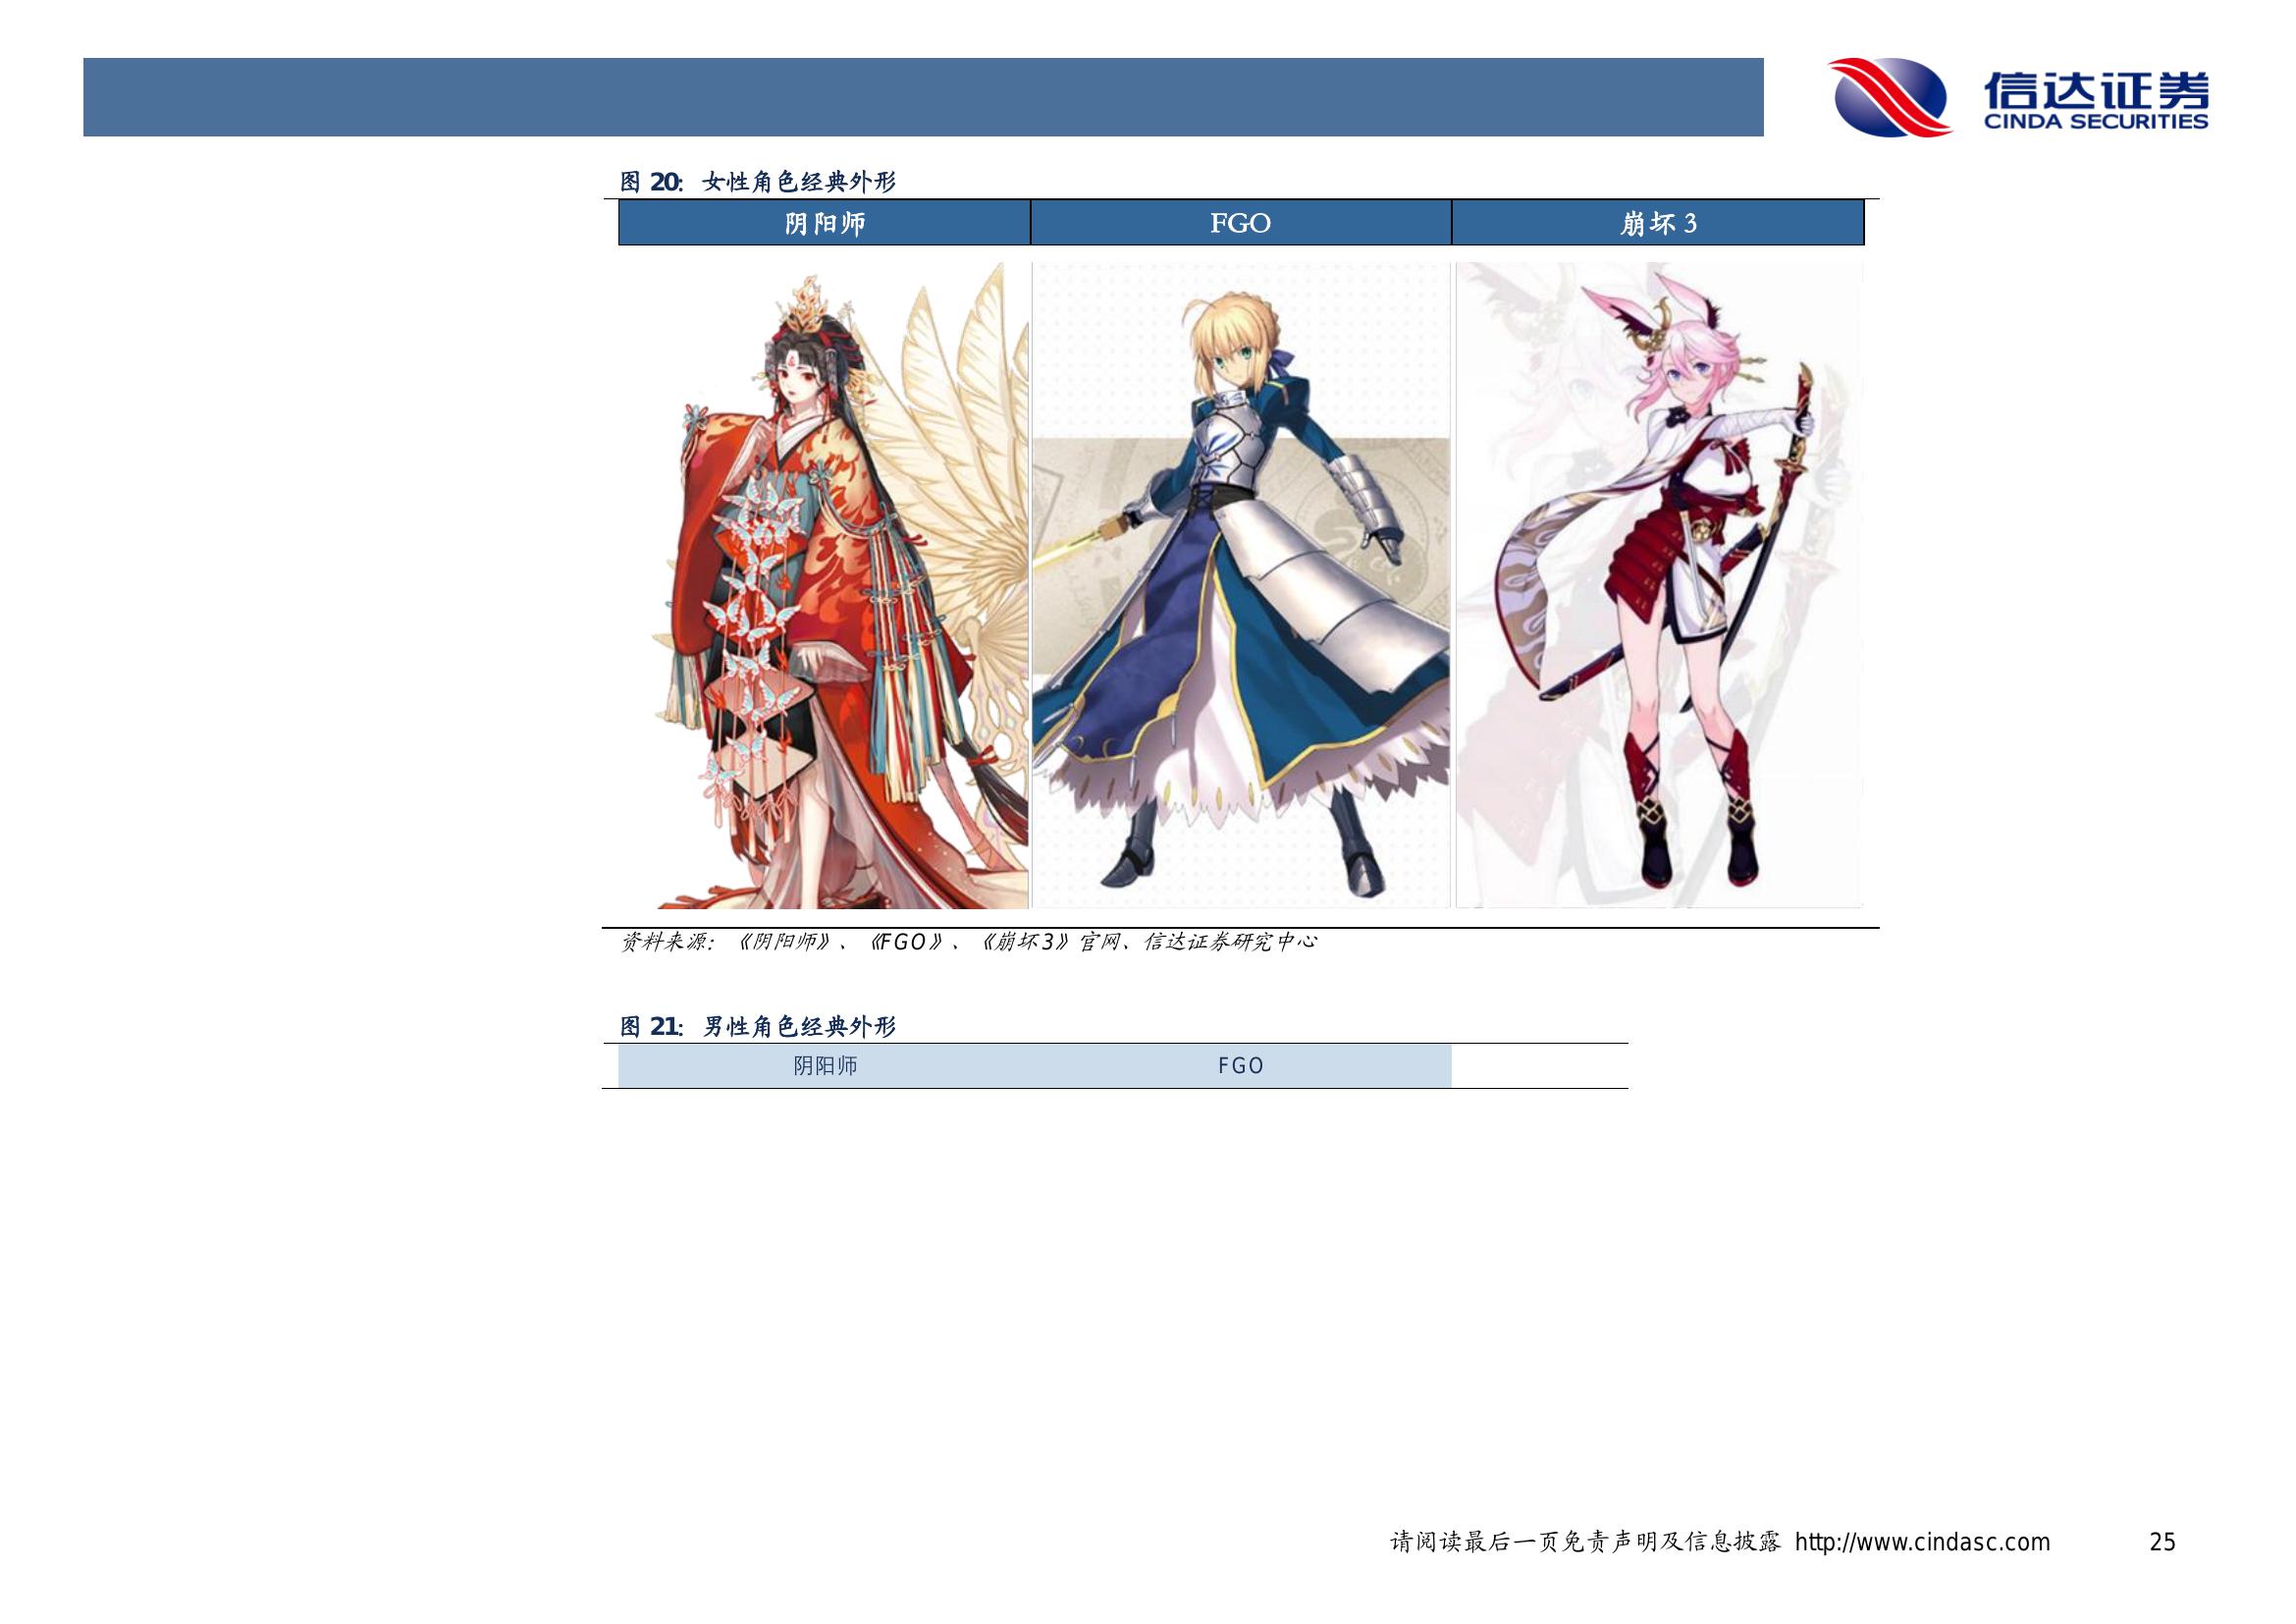 信达证券
CINDA SECURITIES
图 20: 女性角色经典外形
阴阳师 FGO 崩坏 3
资料来源: 《阴阳师》、《FGO》、《崩坏3》官网、信达证券研究中心
图 21: 男性角色经典外形
阴阳师 FGO
请阅读最后一页免责声明及信息披露 http://www.cindasc.com 25